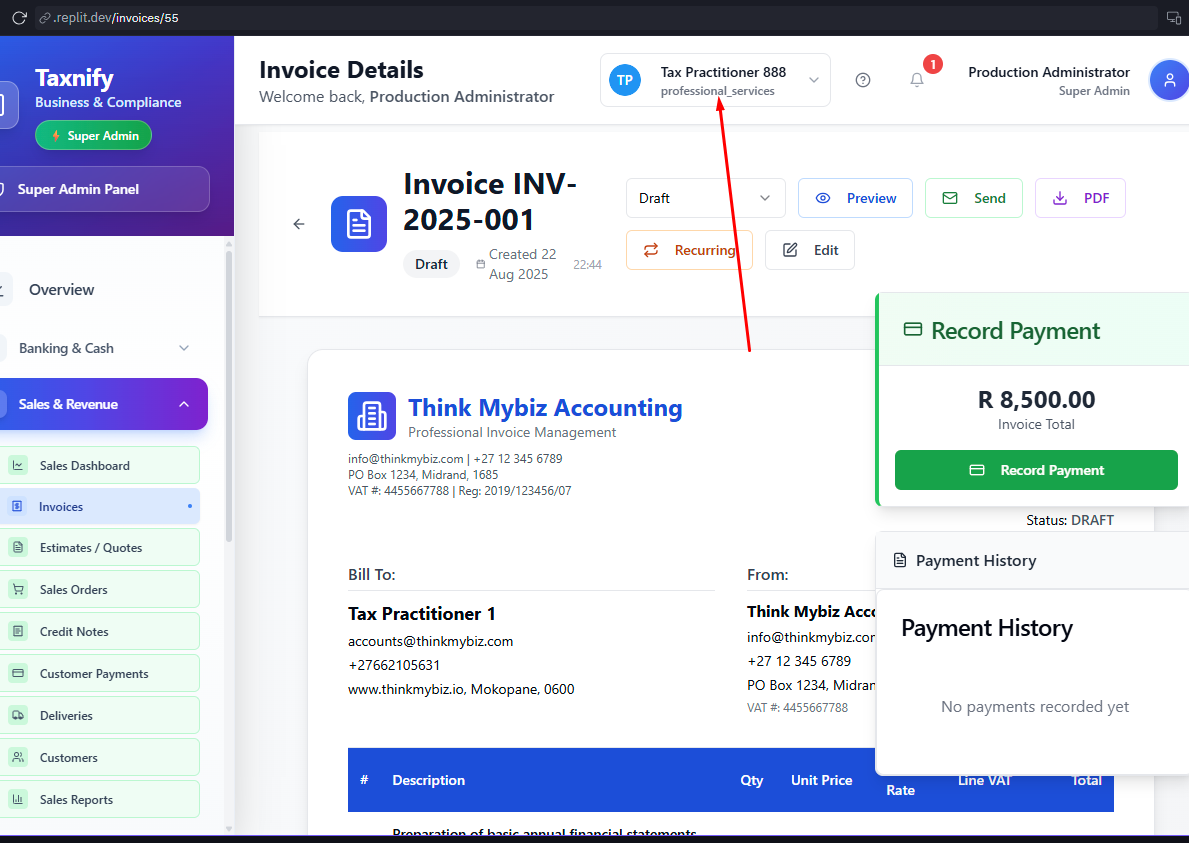 .replit.dev/invoices/55
Taxnify
Business & Compliance
Super Admin
Super Admin Panel
Overview
Banking & Cash
Sales & Revenue
Sales Dashboard
Invoices
Estimates / Quotes
Sales Orders
Credit Notes
Customer Payments
Deliveries
Customers
Sales Reports
Invoice Details
Welcome back, Production Administrator
TP
Tax Practitioner 888
professional_services
1
Production Administrator
Super Admin
Invoice INV-
2025-001
Draft
Created 22
Aug 2025
22:44
Draft
Preview
Send
PDF
Recurring
Edit
Think Mybiz Accounting
Professional Invoice Management
info@thinkmybiz.com | +27 12 345 6789
PO Box 1234, Midrand, 1685
VAT #: 4455667788 | Reg: 2019/123456/07
Status: DRAFT
Bill To:
Tax Practitioner 1
accounts@thinkmybiz.com
+27662105631
www.thinkmybiz.io, Mokopane, 0600
From:
Think Mybiz Acco
info@thinkmybiz.com
+27 12 345 6789
PO Box 1234, Midran
VAT #: 4455667788
# Description Qty Unit Price Rate Line VAT Total
Preparation of basic annual financial statements
Record Payment
R 8,500.00
Invoice Total
Record Payment
Payment History
Payment History
No payments recorded yet